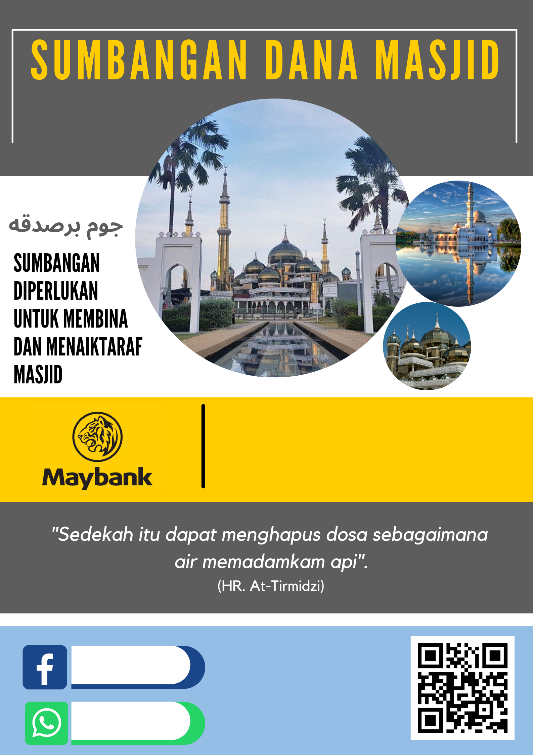 SUMBANGAN DANA MASJID
جوم برصدقه
SUMBANGAN
DIPERLUKAN
UNTUK MEMBINA
DAN MENAIKTARAF
MASJID
Maybank
"Sedekah itu dapat menghapus dosa sebagaimana
air memadamkam api".
(HR. At-Tirmidzi)